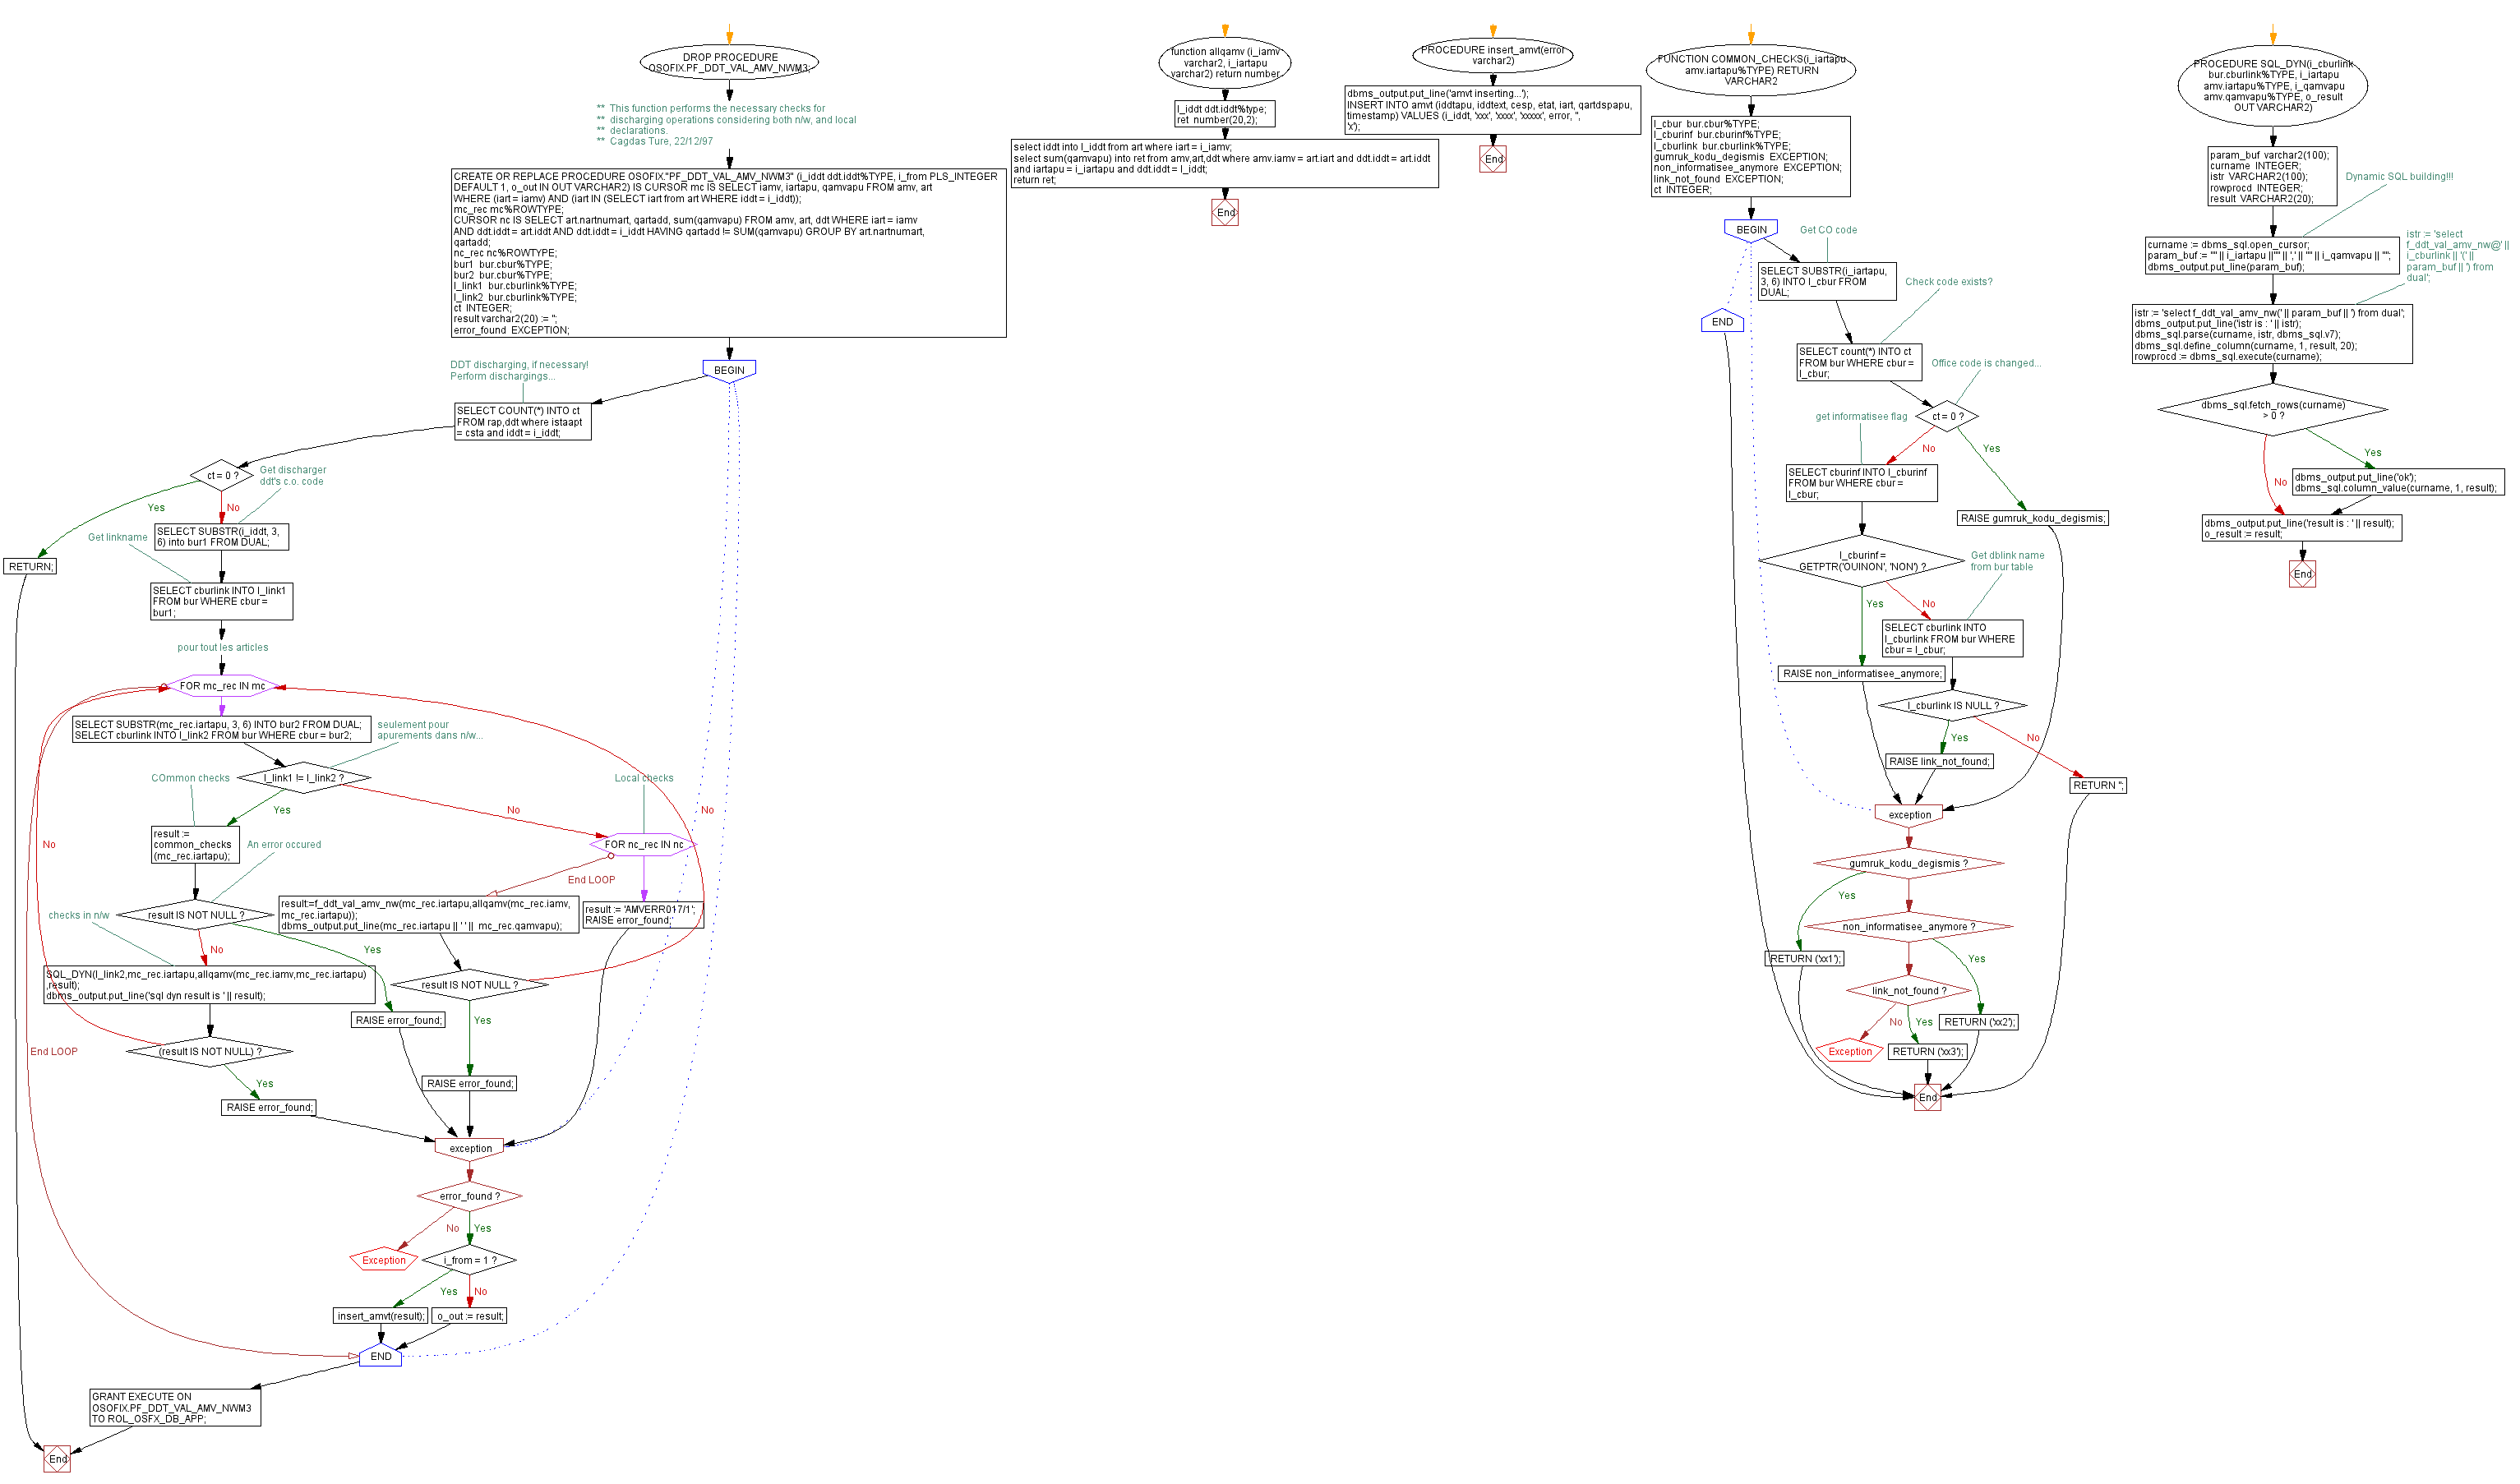 DROP PROCEDURE
OSOFIX.PF_DDT_VAL_AMV_NWM3;
** This function performs the necessary checks for
** discharging operations considering both n/w, and local
** declarations.
** Cagdas Ture, 22/12/97
CREATE OR REPLACE PROCEDURE OSOFIX."PF_DDT_VAL_AMV_NWM3" (i_iddt ddt.iddt%TYPE, i_from PLS_INTEGER
DEFAULT 1, o_out IN OUT VARCHAR2) IS CURSOR mc IS SELECT iamv, iartapu, qamvapu FROM amv, art
WHERE (iart = iamv) AND (iart IN (SELECT iart from art WHERE iddt = i_iddt));
mc_rec mc%ROWTYPE;
CURSOR nc IS SELECT art.nartnumart, qartadd, sum(qamvapu) FROM amv, art, ddt WHERE iart = iamv
AND ddt.iddt = art.iddt AND ddt.iddt = i_iddt HAVING qartadd != SUM(qamvapu) GROUP BY art.nartnumart,
qartadd;
nc_rec nc%ROWTYPE;
bur1 bur.cbur%TYPE;
bur2 bur.cbur%TYPE;
l_link1 bur.cburlink%TYPE;
l_link2 bur.cburlink%TYPE;
ct INTEGER;
result varchar2(20) := '';
error_found EXCEPTION;
BEGIN
DDT discharging, if necessary!
Perform dischargings...
SELECT COUNT(*) INTO ct
FROM rap,ddt where istaapt
= csta and iddt = i_iddt;
ct = 0 ?
Get discharger
ddt's c.o. code
Yes
No
SELECT SUBSTR(i_iddt, 3,
6) into bur1 FROM DUAL;
Get linkname
RETURN;
SELECT cburlink INTO l_link1
FROM bur WHERE cbur =
bur1;
pour tout les articles
FOR mc_rec IN mc
SELECT SUBSTR(mc_rec.iartapu, 3, 6) INTO bur2 FROM DUAL;
SELECT cburlink INTO l_link2 FROM bur WHERE cbur = bur2;
seulement pour
apurements dans n/w...
l_link1 != l_link2 ?
COmmon checks
Local checks
Yes
No
No
result :=
common_checks
(mc_rec.iartapu);
An error occured
No
FOR nc_rec IN nc
End LOOP
result:=f_ddt_val_amv_nw(mc_rec.iartapu,allqamv(mc_rec.iamv,
mc_rec.iartapu));
dbms_output.put_line(mc_rec.iartapu || ' ' || mc_rec.qamvapu);
result := 'AMVERR017/1';
RAISE error_found;
checks in n/w
result IS NOT NULL ?
No
Yes
SQL_DYN(l_link2,mc_rec.iartapu,allqamv(mc_rec.iamv,mc_rec.iartapu)
,result);
dbms_output.put_line('sql dyn result is ' || result);
result IS NOT NULL ?
RAISE error_found;
Yes
End LOOP
(result IS NOT NULL) ?
Yes
RAISE error_found;
RAISE error_found;
exception
error_found ?
No
Yes
Exception
i_from = 1 ?
Yes
No
insert_amvt(result);
o_out := result;
END
GRANT EXECUTE ON
OSOFIX.PF_DDT_VAL_AMV_NWM3
TO ROL_OSFX_DB_APP;
End
function allqamv (i_iamv
varchar2, i_iartapu
varchar2) return number
l_iddt ddt.iddt%type;
ret number(20,2);
select iddt into l_iddt from art where iart = i_iamv;
select sum(qamvapu) into ret from amv,art,ddt where amv.iamv = art.iart and ddt.iddt = art.iddt
and iartapu = i_iartapu and ddt.iddt = l_iddt;
return ret;
End
PROCEDURE insert_amvt(error
varchar2)
dbms_output.put_line('amvt inserting...');
INSERT INTO amvt (iddtapu, iddtext, cesp, etat, iart, qartdspapu,
timestamp) VALUES (i_iddt, 'xxx', 'xxxx', 'xxxxx', error, '',
'x');
End
FUNCTION COMMON_CHECKS(i_iartapu
amv.iartapu%TYPE) RETURN
VARCHAR2
l_cbur bur.cbur%TYPE;
l_cburinf bur.cburinf%TYPE;
l_cburlink bur.cburlink%TYPE;
gumruk_kodu_degismis EXCEPTION;
non_informatisee_anymore EXCEPTION;
link_not_found EXCEPTION;
ct INTEGER;
BEGIN
Get CO code
SELECT SUBSTR(i_iartapu,
3, 6) INTO l_cbur FROM
DUAL;
Check code exists?
END
SELECT count(*) INTO ct
FROM bur WHERE cbur =
l_cbur;
Office code is changed...
get informatisee flag
ct = 0 ?
No
Yes
SELECT cburinf INTO l_cburinf
FROM bur WHERE cbur =
l_cbur;
RAISE gumruk_kodu_degismis;
l_cburinf =
GETPTR('OUINON', 'NON') ?
Get dblink name
from bur table
Yes
No
SELECT cburlink INTO
l_cburlink FROM bur WHERE
cbur = l_cbur;
RAISE non_informatisee_anymore;
l_cburlink IS NULL ?
Yes
No
RAISE link_not_found;
RETURN '';
exception
gumruk_kodu_degismis ?
Yes
non_informatisee_anymore ?
RETURN ('xx1');
Yes
link_not_found ?
No
Yes
RETURN ('xx2');
Exception
RETURN ('xx3');
End
PROCEDURE SQL_DYN(i_cburlink
bur.cburlink%TYPE, i_iartapu
amv.iartapu%TYPE, i_qamvapu
amv.qamvapu%TYPE, o_result
OUT VARCHAR2)
param_buf varchar2(100);
curname INTEGER;
istr VARCHAR2(100);
rowprocd INTEGER;
result VARCHAR2(20);
Dynamic SQL building!!!
curname := dbms_sql.open_cursor;
param_buf := '''' || i_iartapu ||'''' || ',' || '''' || i_qamvapu || '''';
dbms_output.put_line(param_buf);
istr := 'select
f_ddt_val_amv_nw@' ||
i_cburlink || '(' ||
param_buf || ') from
dual';
istr := 'select f_ddt_val_amv_nw(' || param_buf || ') from dual';
dbms_output.put_line('istr is : ' || istr);
dbms_sql.parse(curname, istr, dbms_sql.v7);
dbms_sql.define_column(curname, 1, result, 20);
rowprocd := dbms_sql.execute(curname);
dbms_sql.fetch_rows(curname)
> 0 ?
Yes
No
dbms_output.put_line('ok');
dbms_sql.column_value(curname, 1, result);
dbms_output.put_line('result is : ' || result);
o_result := result;
End